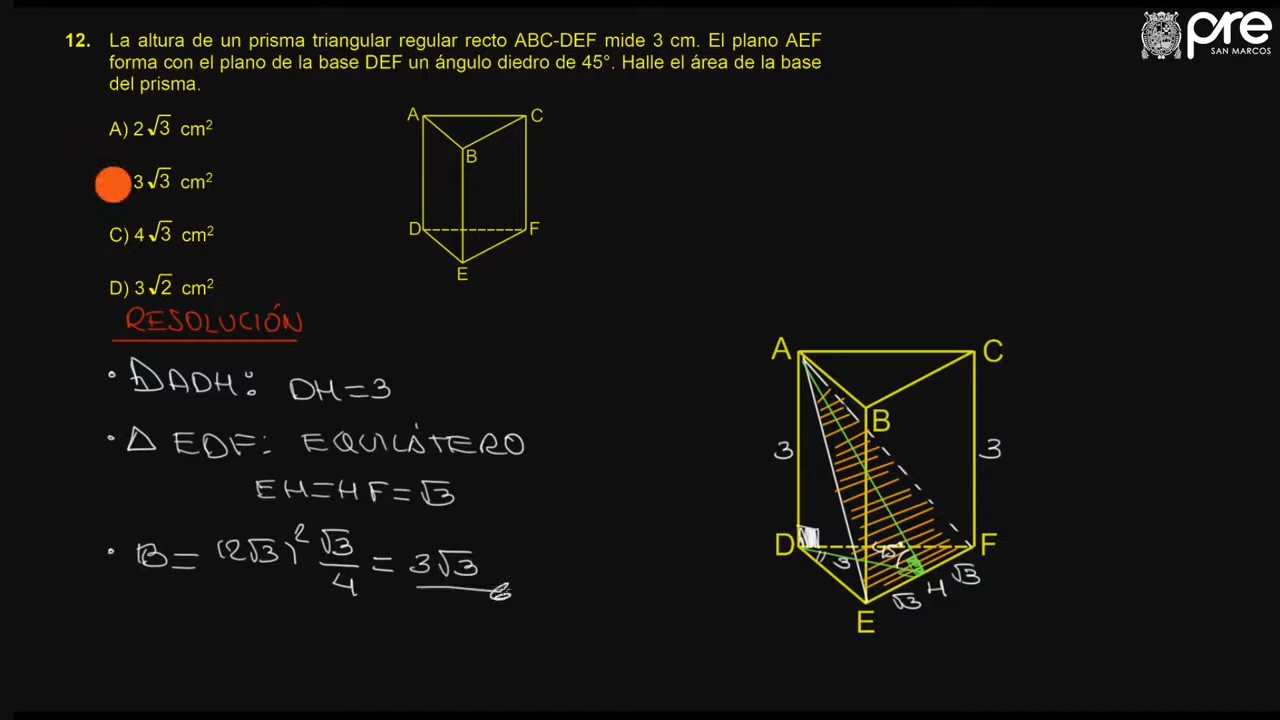 pre
SAN MARCOS
12. La altura de un prisma triangular regular recto ABC-DEF mide 3 cm. El plano AEF
forma con el plano de la base DEF un ángulo diedro de 45°. Halle el área de la base
del prisma.
A) 2√3 cm²
3√3 cm²
C) 4√3 cm²
D) 3√2 cm²
A
C
B
D
F
E
RESOLUCIÓN
• ADH: DH=3
• Δ EDF: EQUILÁTERO
EH=HF=√3
• B = (2√3)² √3/4 = 3√3
A
C
B
3
3
D
F
3
45°
√3
H
√3
E